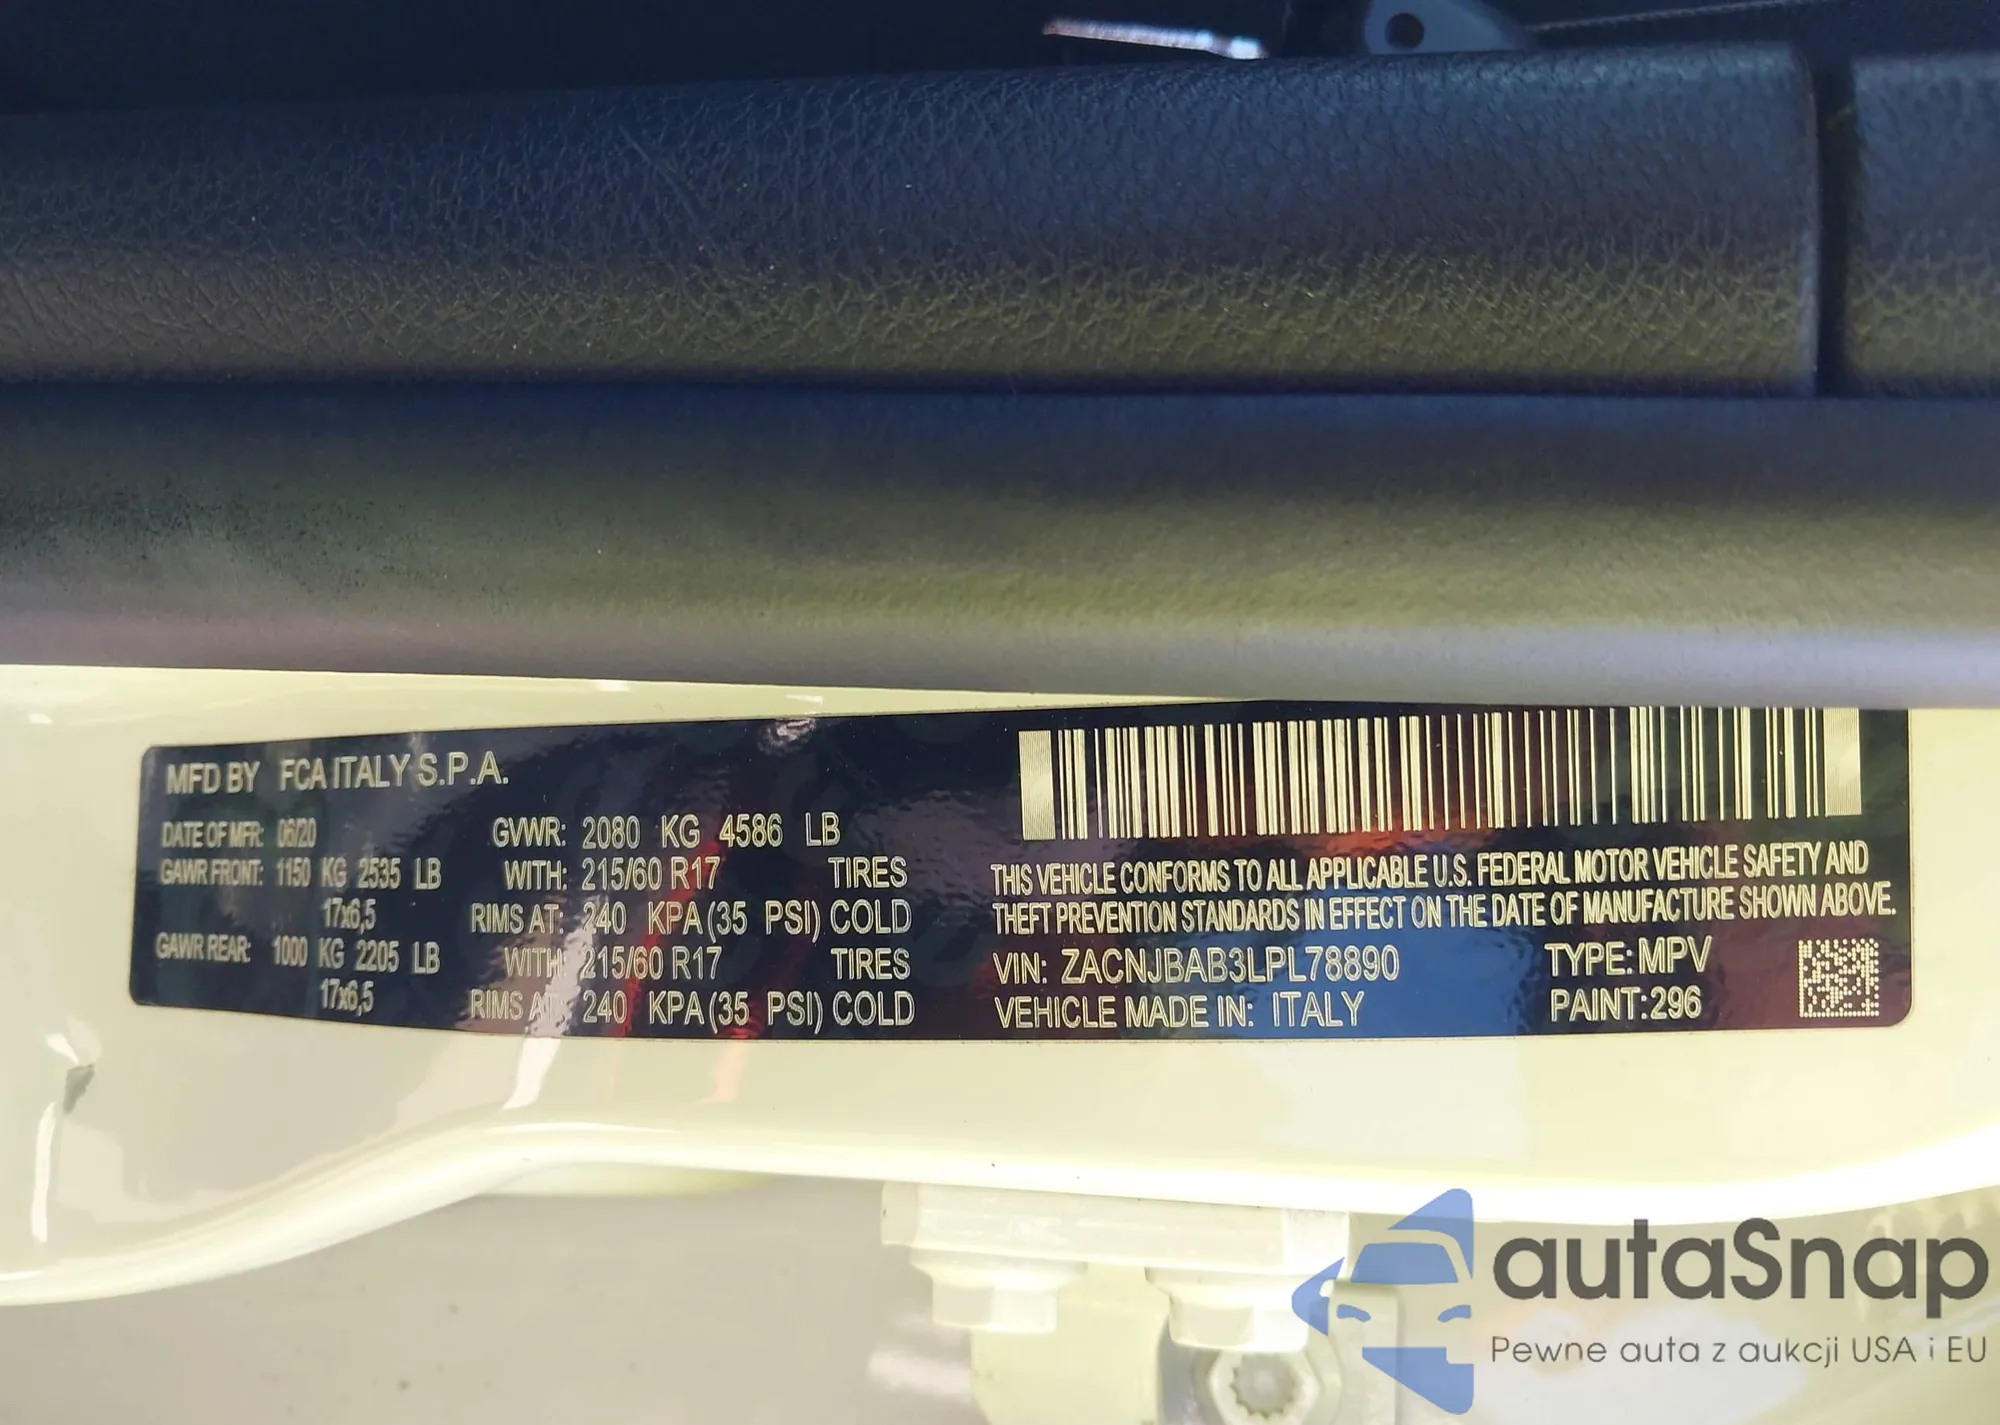 MFD BY FCA ITALY S.P.A.
DATE OF MFR: 06/20 GVWR: 2080 KG 4586 LB
GAWR FRONT: 1150 KG 2535 LB WITH: 215/60 R17 TIRES
17x6,5 RIMS AT: 240 KPA (35 PSI) COLD
GAWR REAR: 1000 KG 2205 LB WITH: 215/60 R17 TIRES
17x6,5 RIMS AT: 240 KPA (35 PSI) COLD
THIS VEHICLE CONFORMS TO ALL APPLICABLE U.S. FEDERAL MOTOR VEHICLE SAFETY AND
THEFT PREVENTION STANDARDS IN EFFECT ON THE DATE OF MANUFACTURE SHOWN ABOVE.
VIN: ZACNJBAB3LPL78890 TYPE: MPV
VEHICLE MADE IN: ITALY PAINT: 296
autaSnap
Pewne auta z aukcji USA i EU